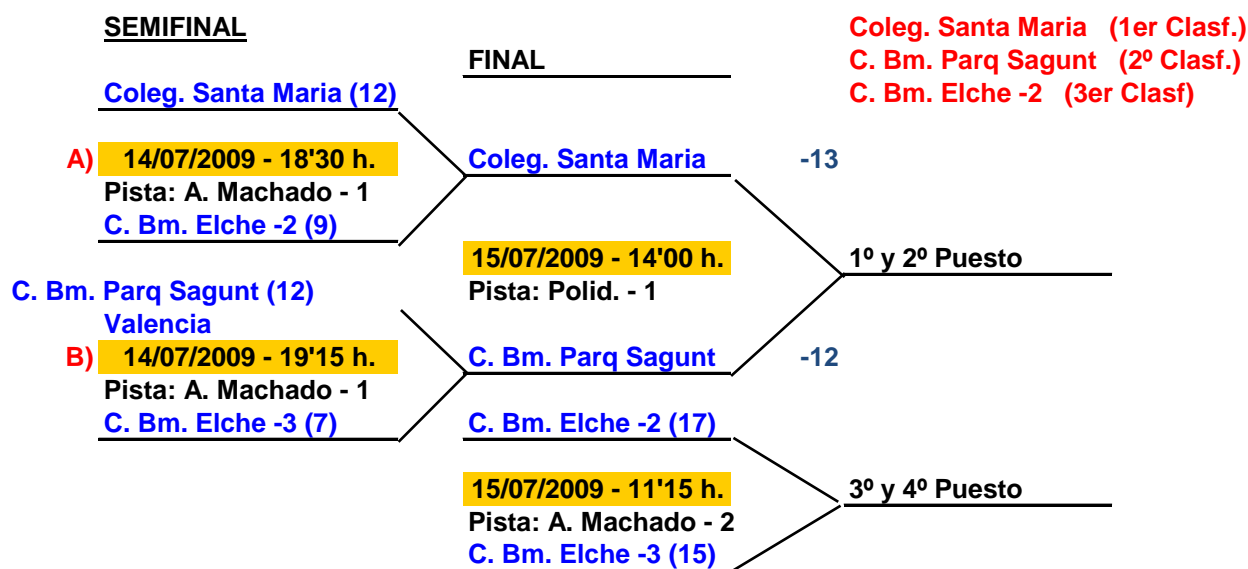 SEMIFINAL
Coleg. Santa Maria (12)
A) 14/07/2009 - 18'30 h.
Pista: A. Machado - 1
C. Bm. Elche -2 (9)
C. Bm. Parq Sagunt (12)
Valencia
B) 14/07/2009 - 19'15 h.
Pista: A. Machado - 1
C. Bm. Elche -3 (7)
FINAL
Coleg. Santa Maria -13
15/07/2009 - 14'00 h.
Pista: Polid. - 1
C. Bm. Parq Sagunt -12
C. Bm. Elche -2 (17)
15/07/2009 - 11'15 h.
Pista: A. Machado - 2
C. Bm. Elche -3 (15)
Coleg. Santa Maria (1er Clasf.)
C. Bm. Parq Sagunt (2º Clasf.)
C. Bm. Elche -2 (3er Clasf)
1º y 2º Puesto
3º y 4º Puesto